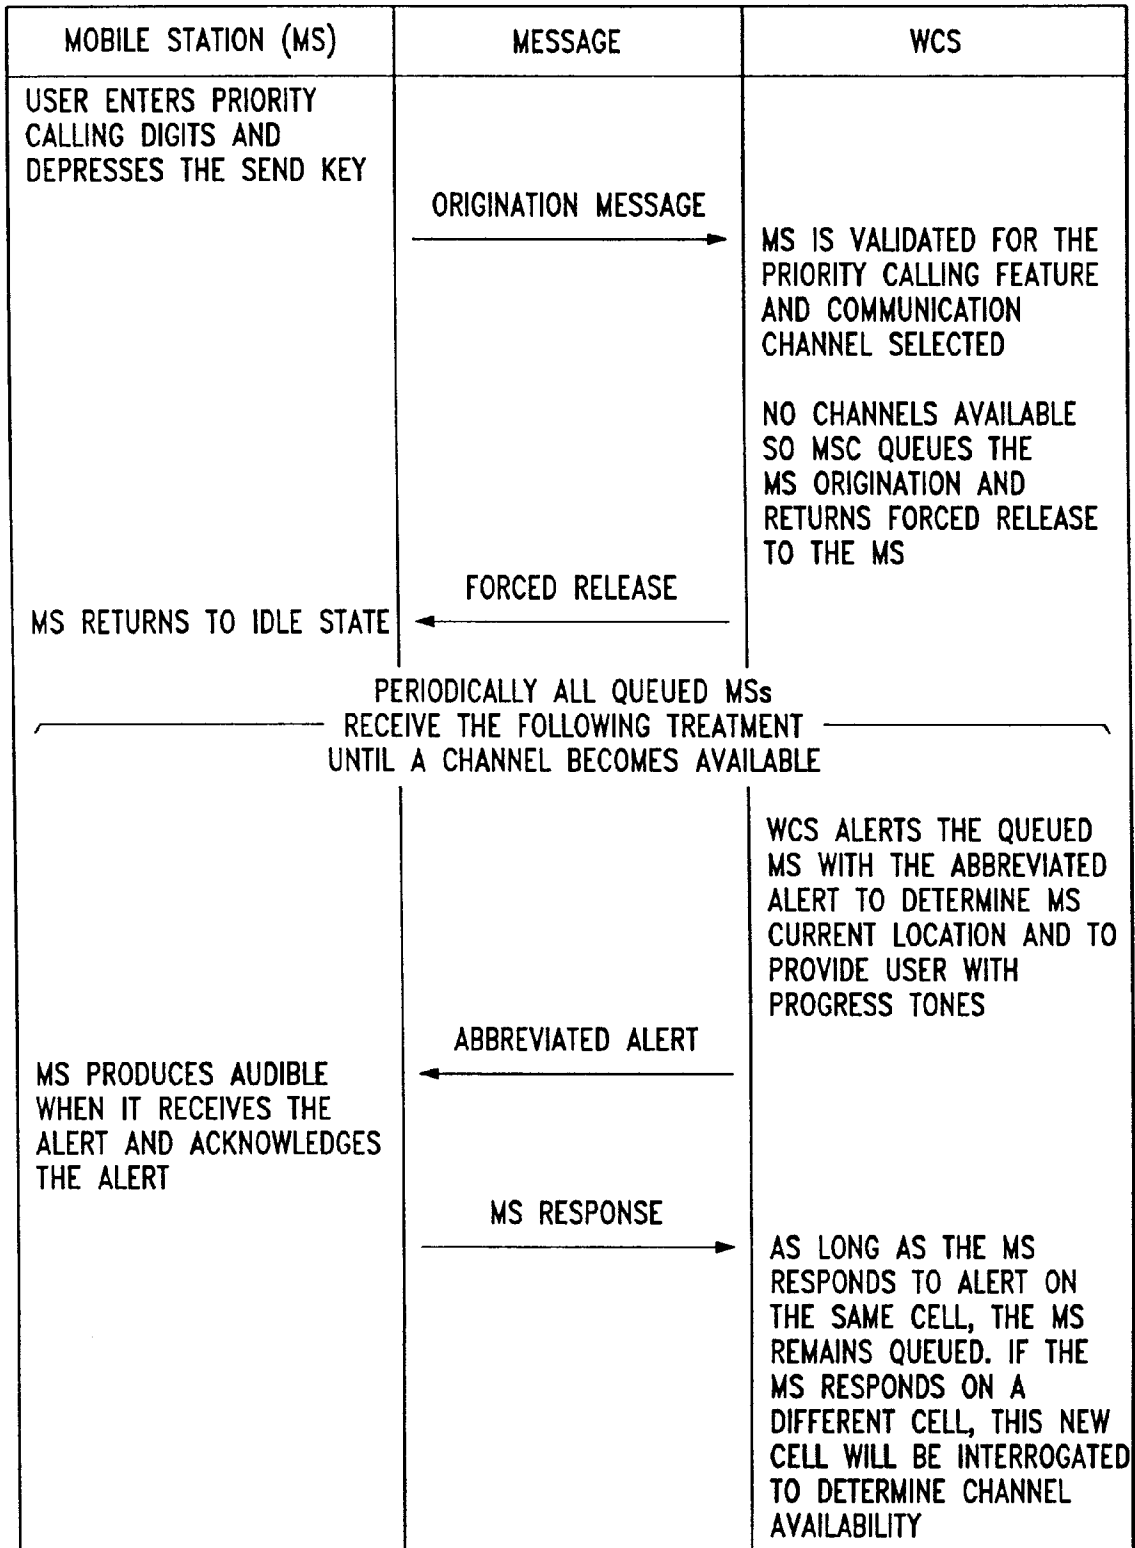 MOBILE STATION (MS)
MESSAGE
WCS
USER ENTERS PRIORITY
CALLING DIGITS AND
DEPRESSES THE SEND KEY
ORIGINATION MESSAGE
MS IS VALIDATED FOR THE
PRIORITY CALLING FEATURE
AND COMMUNICATION
CHANNEL SELECTED
NO CHANNELS AVAILABLE
SO MSC QUEUES THE
MS ORIGINATION AND
RETURNS FORCED RELEASE
TO THE MS
FORCED RELEASE
MS RETURNS TO IDLE STATE
PERIODICALLY ALL QUEUED MSs
RECEIVE THE FOLLOWING TREATMENT
UNTIL A CHANNEL BECOMES AVAILABLE
WCS ALERTS THE QUEUED
MS WITH THE ABBREVIATED
ALERT TO DETERMINE MS
CURRENT LOCATION AND TO
PROVIDE USER WITH
PROGRESS TONES
ABBREVIATED ALERT
MS PRODUCES AUDIBLE
WHEN IT RECEIVES THE
ALERT AND ACKNOWLEDGES
THE ALERT
MS RESPONSE
AS LONG AS THE MS
RESPONDS TO ALERT ON
THE SAME CELL, THE MS
REMAINS QUEUED. IF THE
MS RESPONDS ON A
DIFFERENT CELL, THIS NEW
CELL WILL BE INTERROGATED
TO DETERMINE CHANNEL
AVAILABILITY